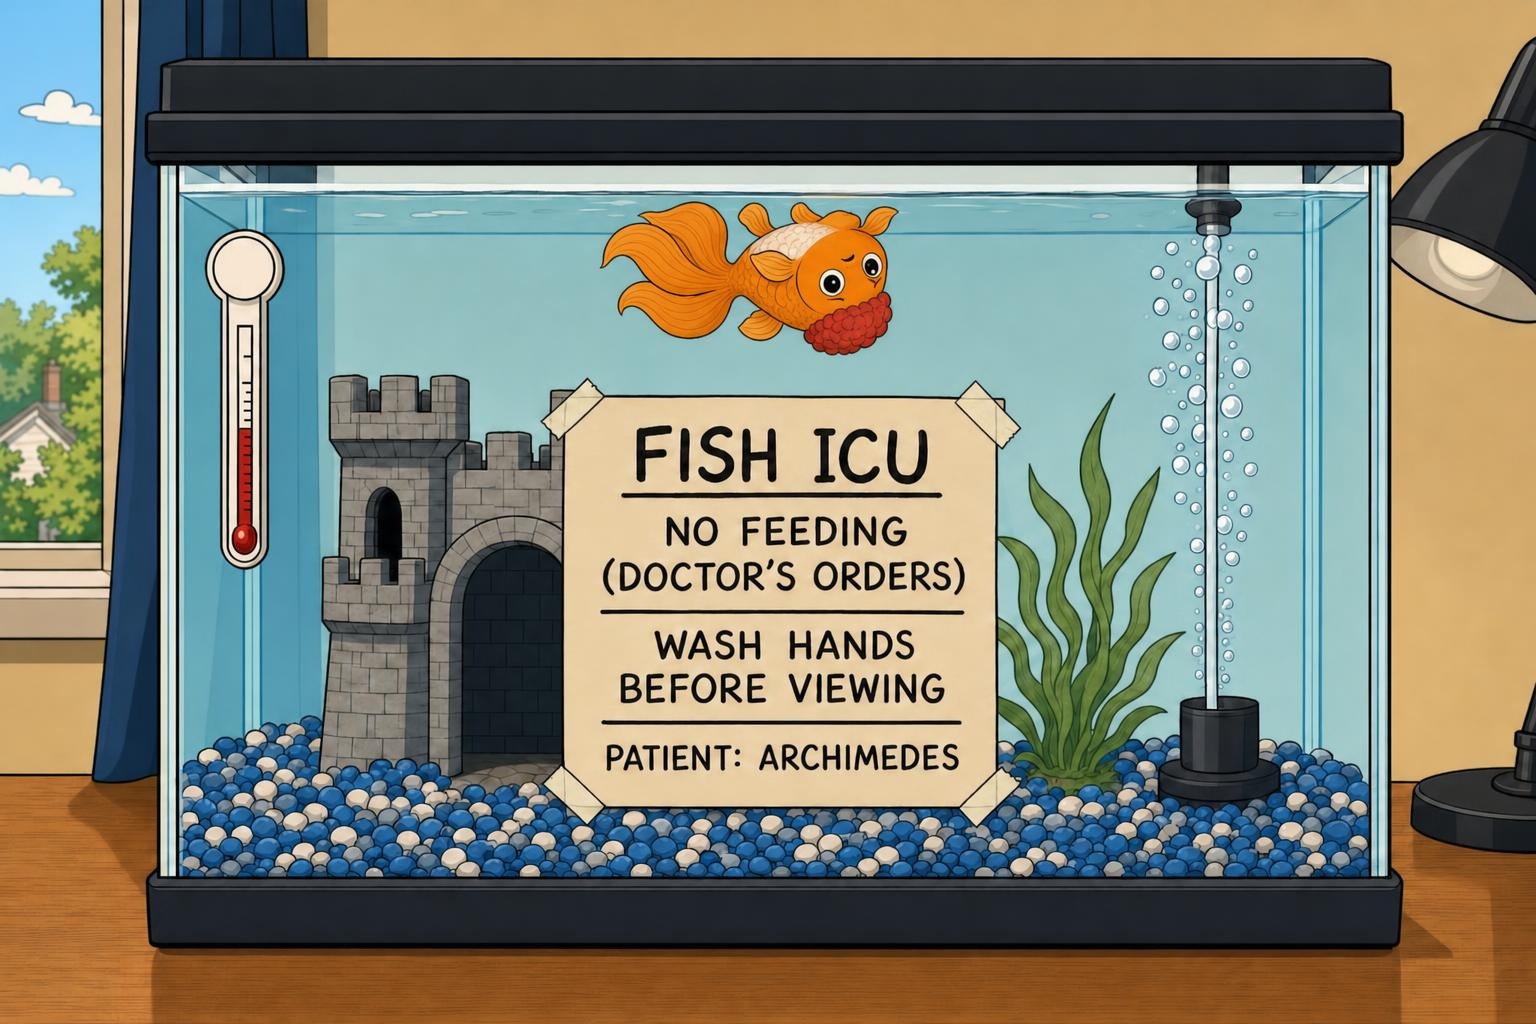 FISH ICU
NO FEEDING
(DOCTOR'S ORDERS)
WASH HANDS
BEFORE VIEWING
PATIENT: ARCHIMEDES